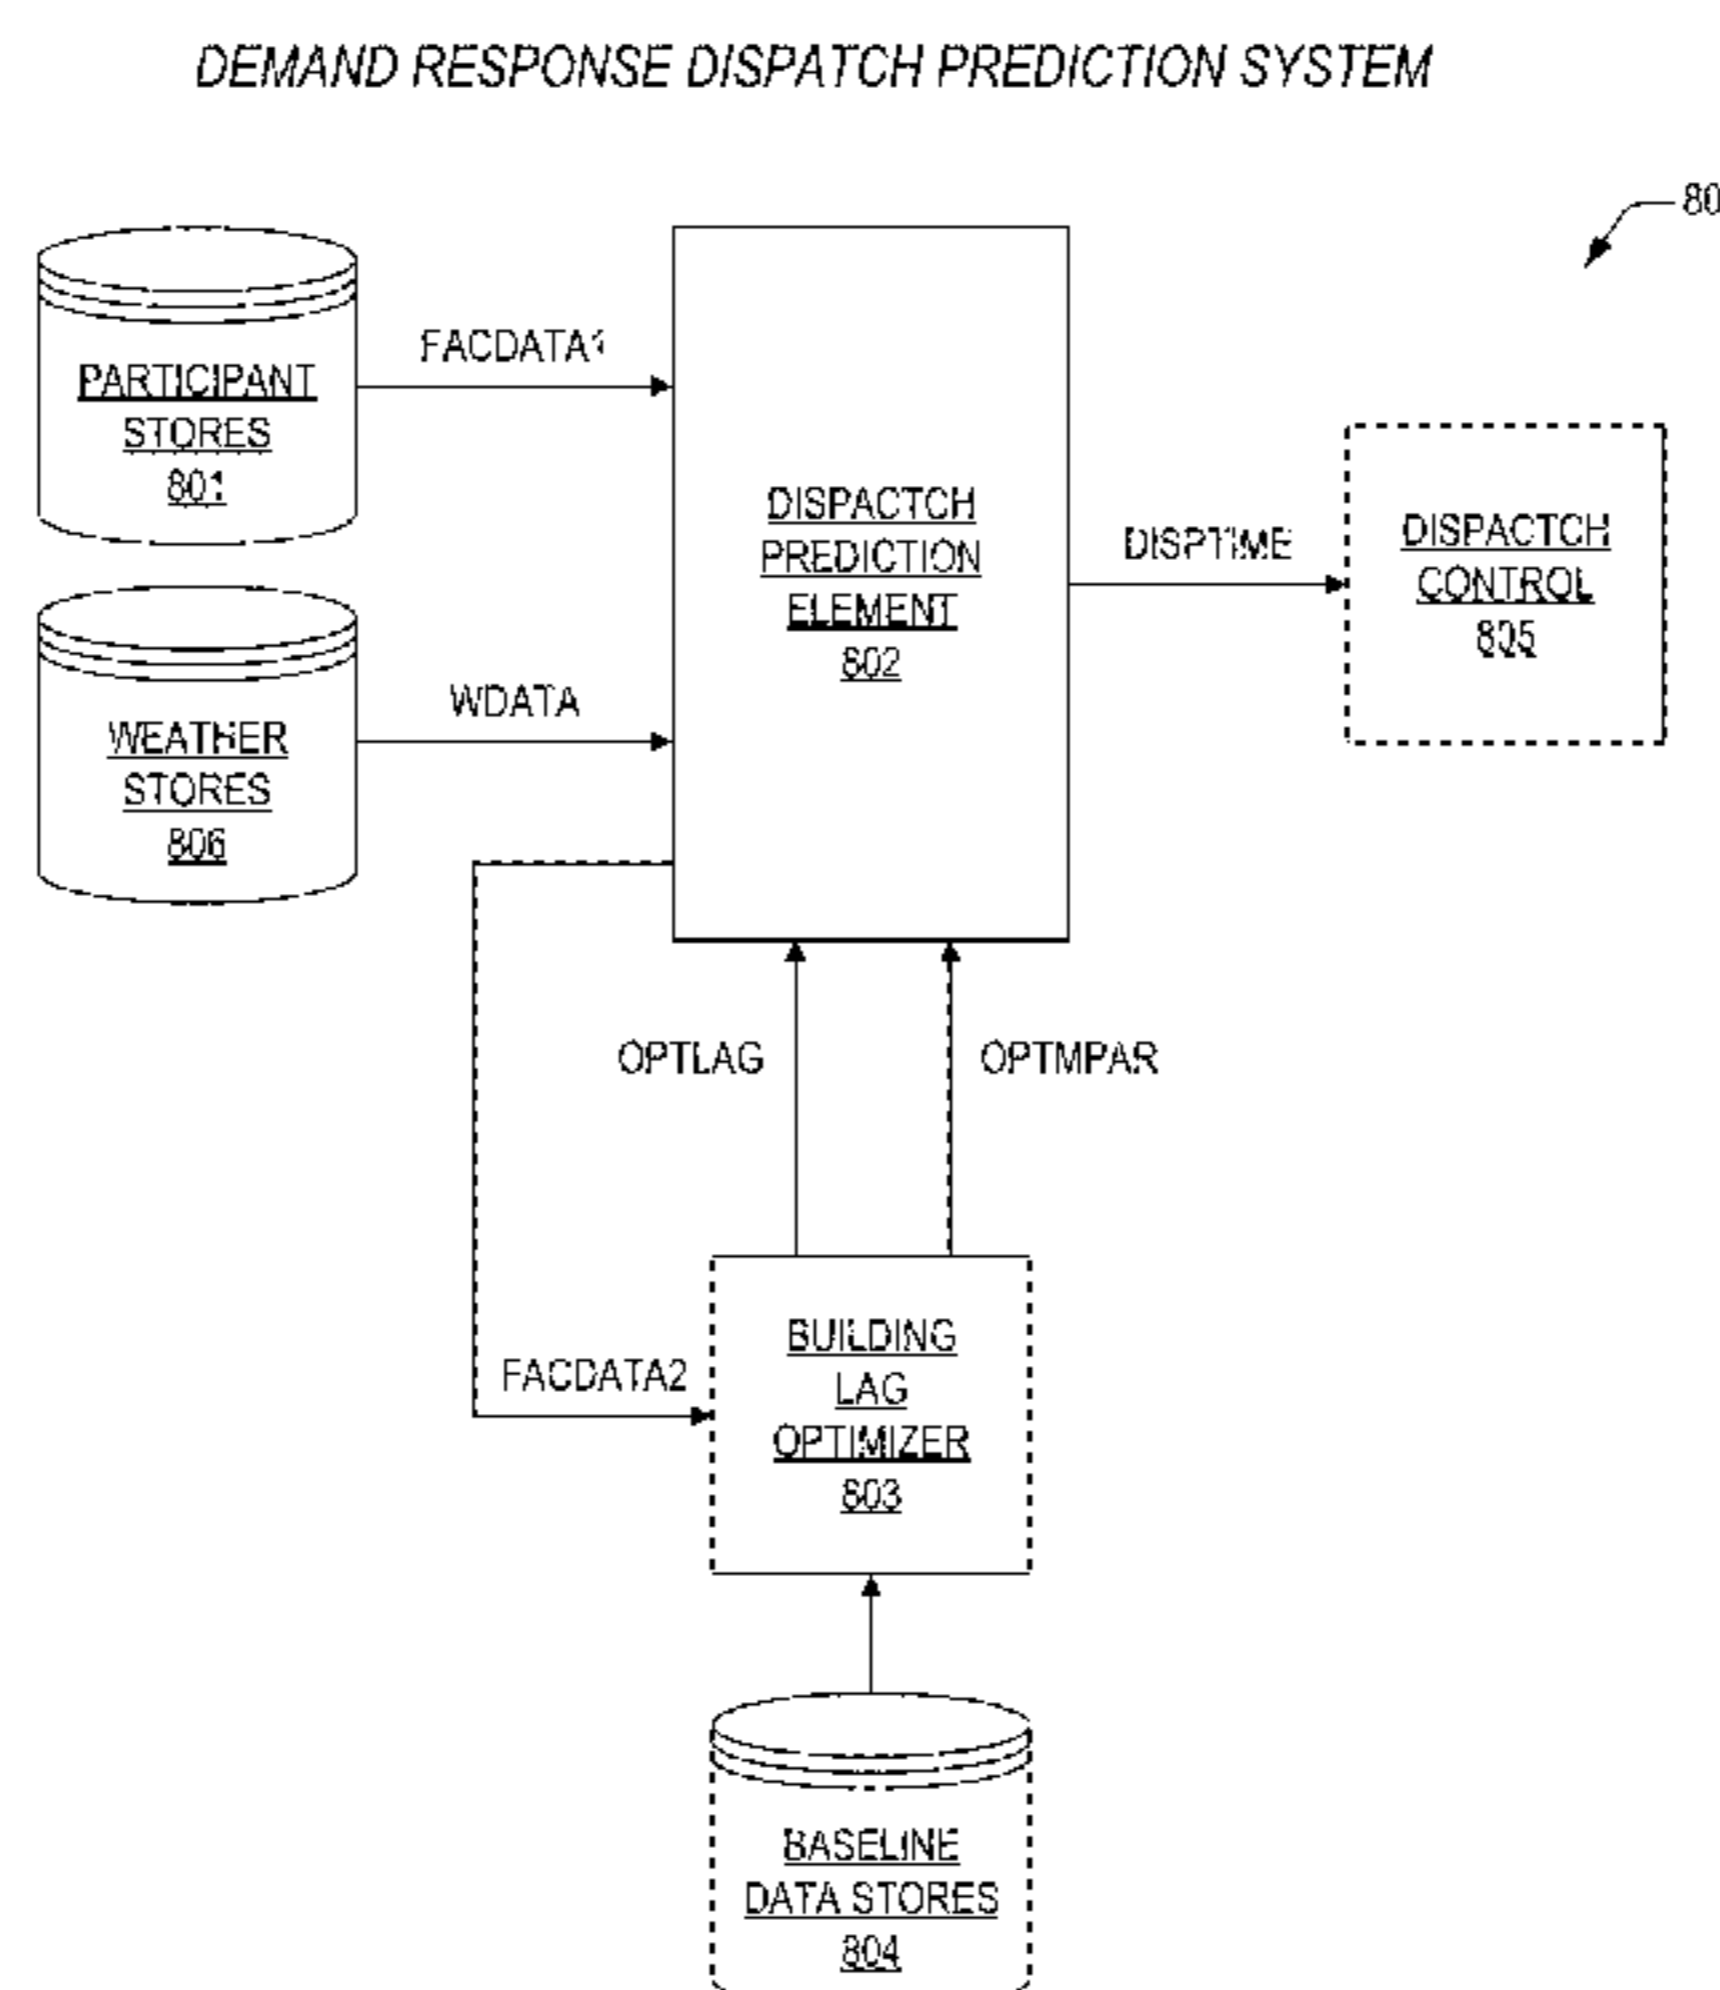 DEMAND RESPONSE DISPATCH PREDICTION SYSTEM
80
PARTICIPANT
STORES
801
FACDATA1
WEATHER
STORES
806
WDATA
DISPACTCH
PREDICTION
ELEMENT
802
DISPTIME
DISPACTCH
CONTROL
805
OPTLAG
OPTMPAR
FACDATA2
BUILDING
LAG
OPTIMIZER
803
BASELINE
DATA STORES
804